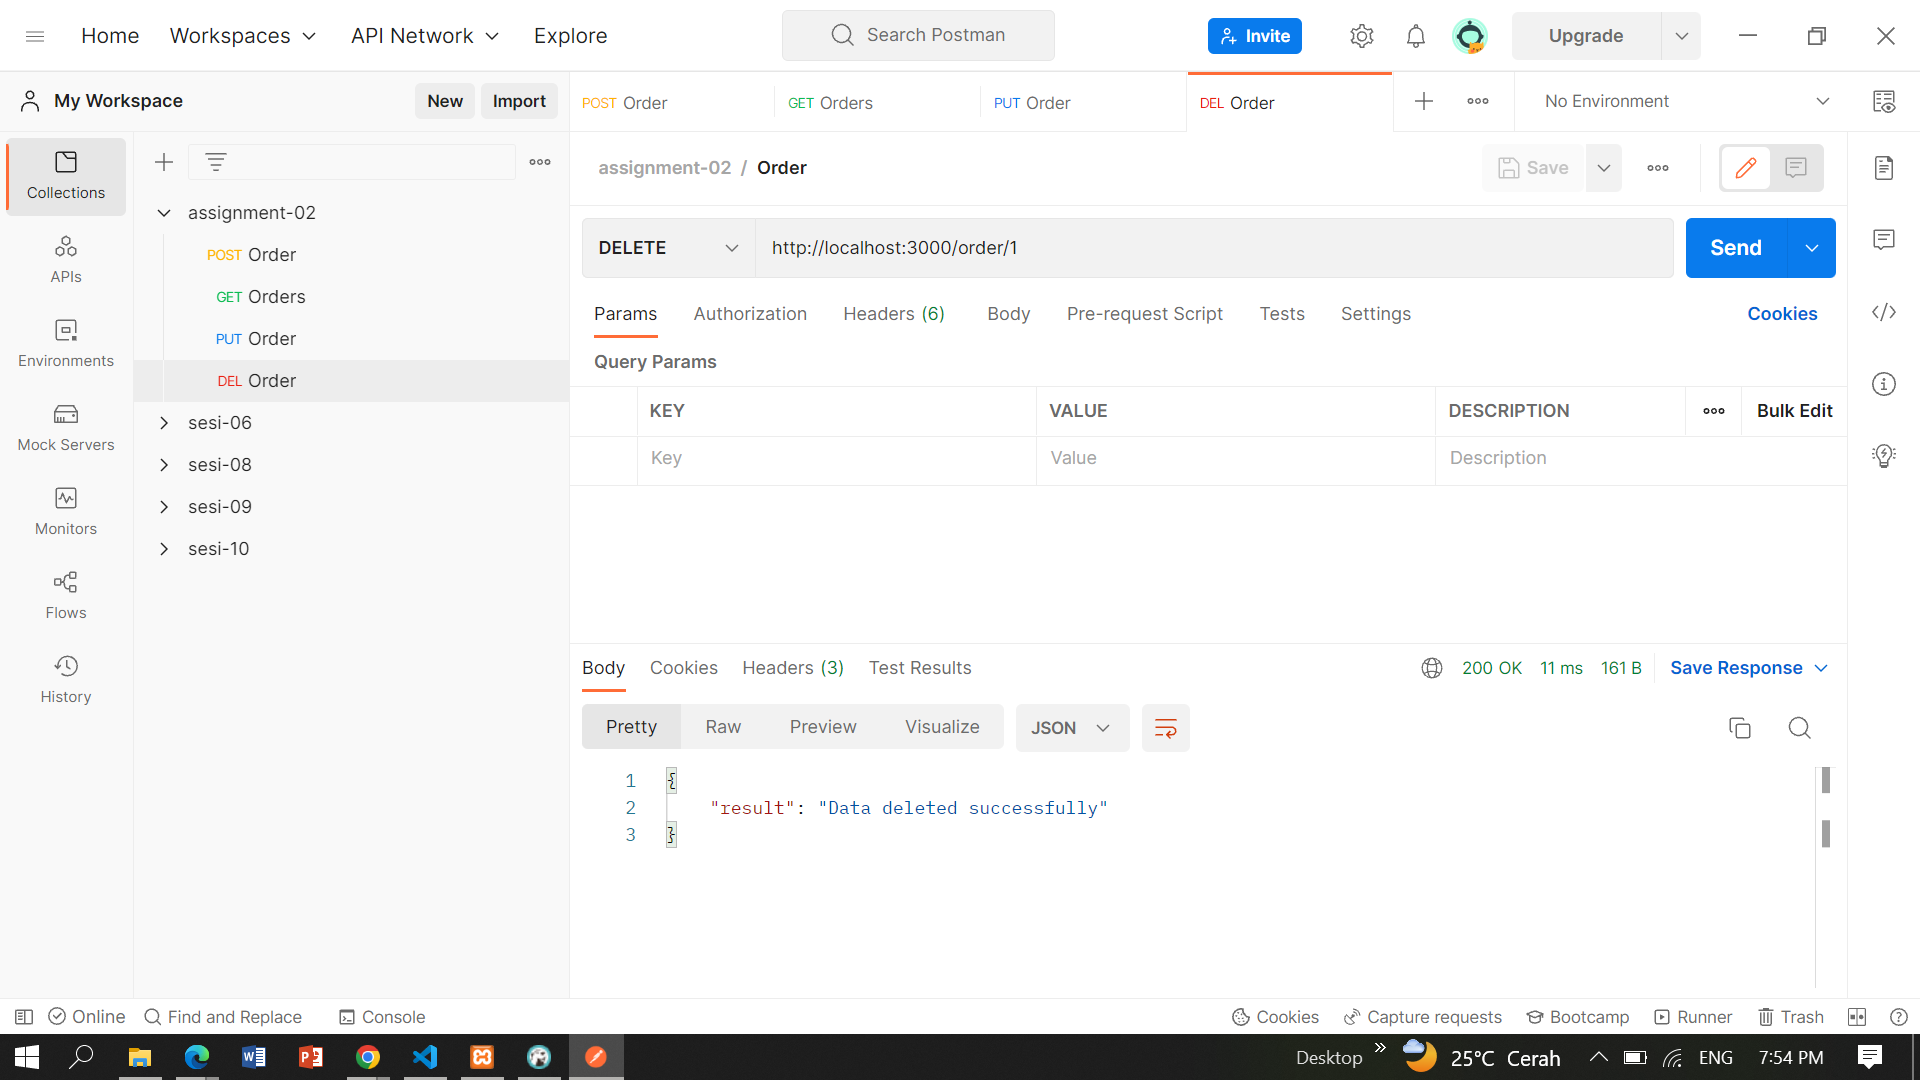 Home Workspaces API Network Explore Search Postman Invite Upgrade
My Workspace New Import POST Order GET Orders PUT Order DEL Order No Environment
assignment-02 / Order Save
Collections
assignment-02
POST Order
GET Orders
PUT Order
DEL Order
sesi-06
sesi-08
sesi-09
sesi-10
APIs
Environments
Mock Servers
Monitors
Flows
History
DELETE http://localhost:3000/order/1 Send
Params Authorization Headers (6) Body Pre-request Script Tests Settings Cookies
Query Params
KEY VALUE DESCRIPTION Bulk Edit
Key Value Description
Body Cookies Headers (3) Test Results 200 OK 11 ms 161 B Save Response
Pretty Raw Preview Visualize JSON
1 {
2 "result": "Data deleted successfully"
3 }
Online Find and Replace Console Cookies Capture requests Bootcamp Runner Trash
Desktop 25°C Cerah ENG 7:54 PM